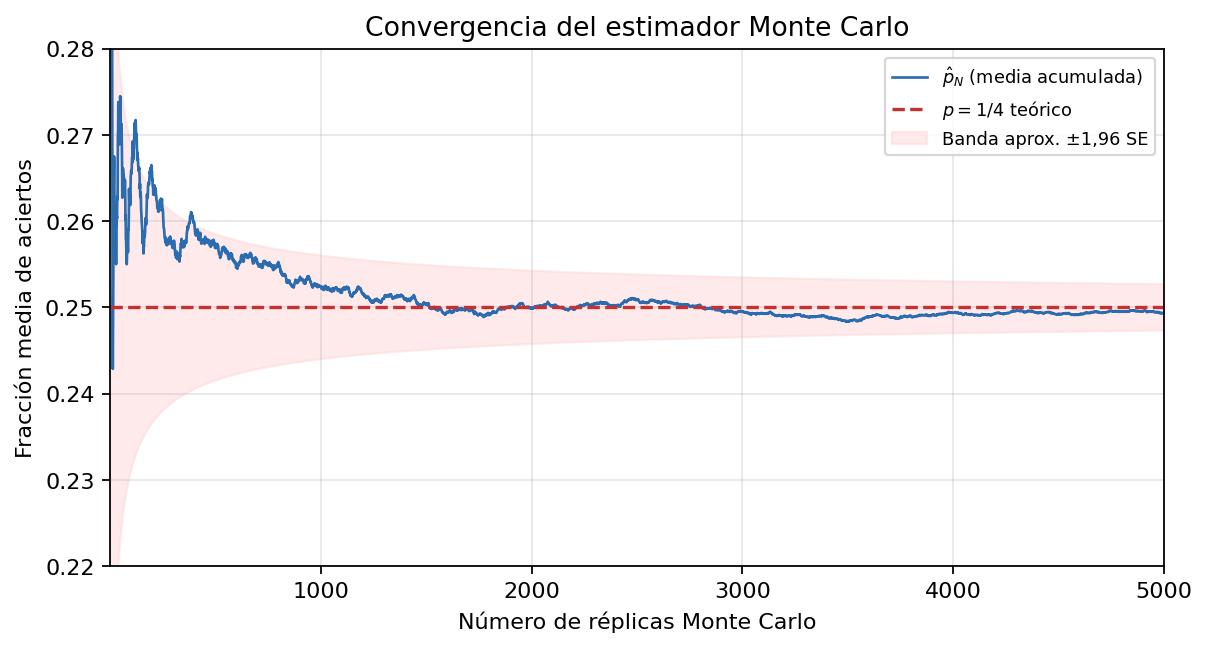 Convergencia del estimador Monte Carlo
0.28
0.27
0.26
0.25
0.24
0.23
0.22
Fracción media de aciertos
p̂_N (media acumulada)
p = 1/4 teórico
Banda aprox. ±1,96 SE
1000 2000 3000 4000 5000
Número de réplicas Monte Carlo